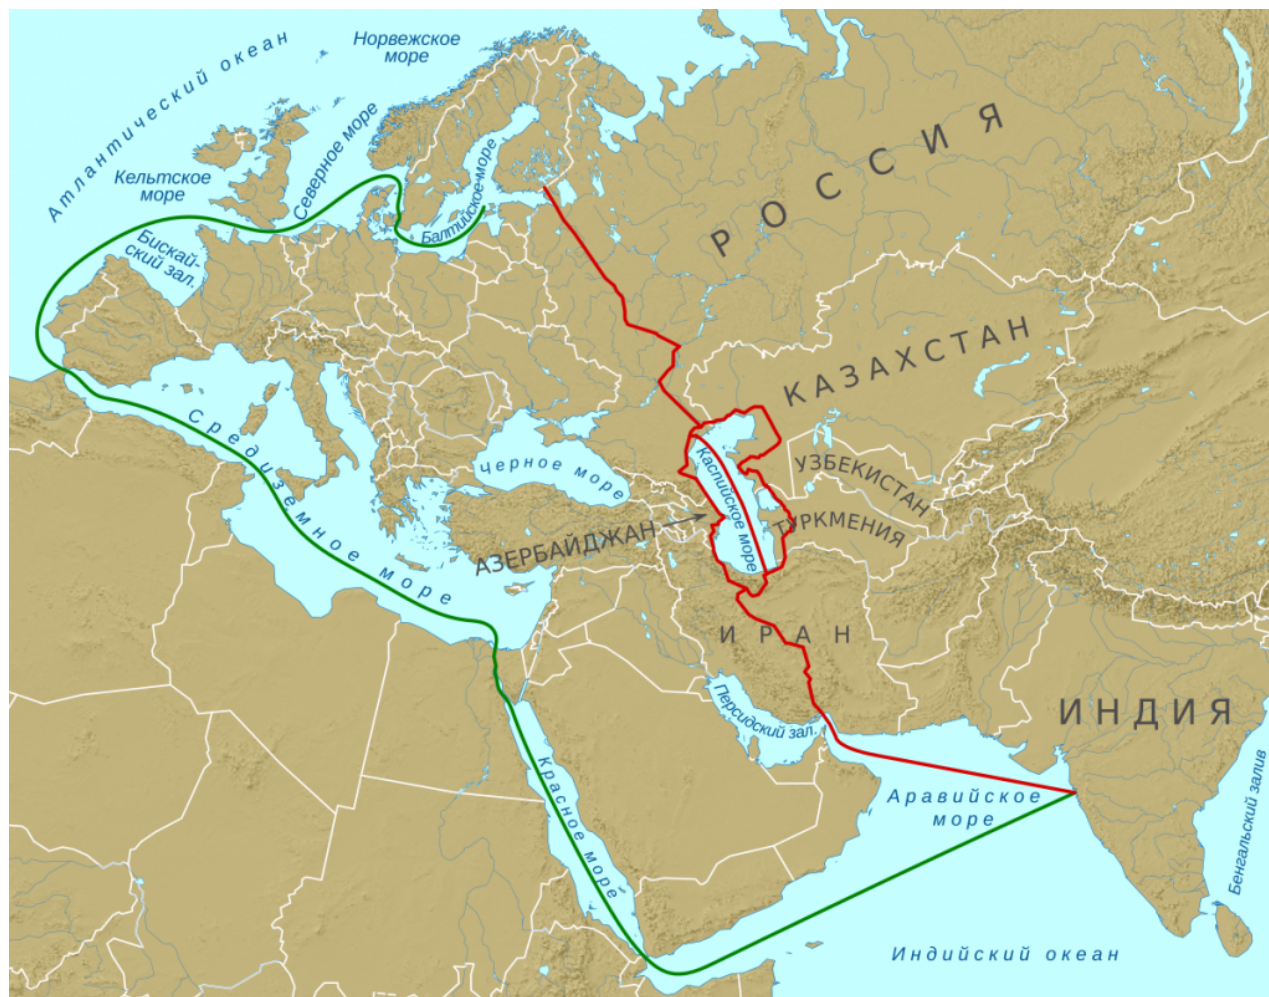 Атлантический океан
Норвежское
море
Северное море
Кельтское
море
Балтийское море
Бискай-
ский зал.
РОССИЯ
КАЗАХСТАН
Средиземное море
Черное море
Каспийское море
УЗБЕКИСТАН
ТУРКМЕНИЯ
АЗЕРБАЙДЖАН
ИРАН
Персидский зал.
ИНДИЯ
Красное море
Аравийское
море
Бенгальский залив
Индийский океан